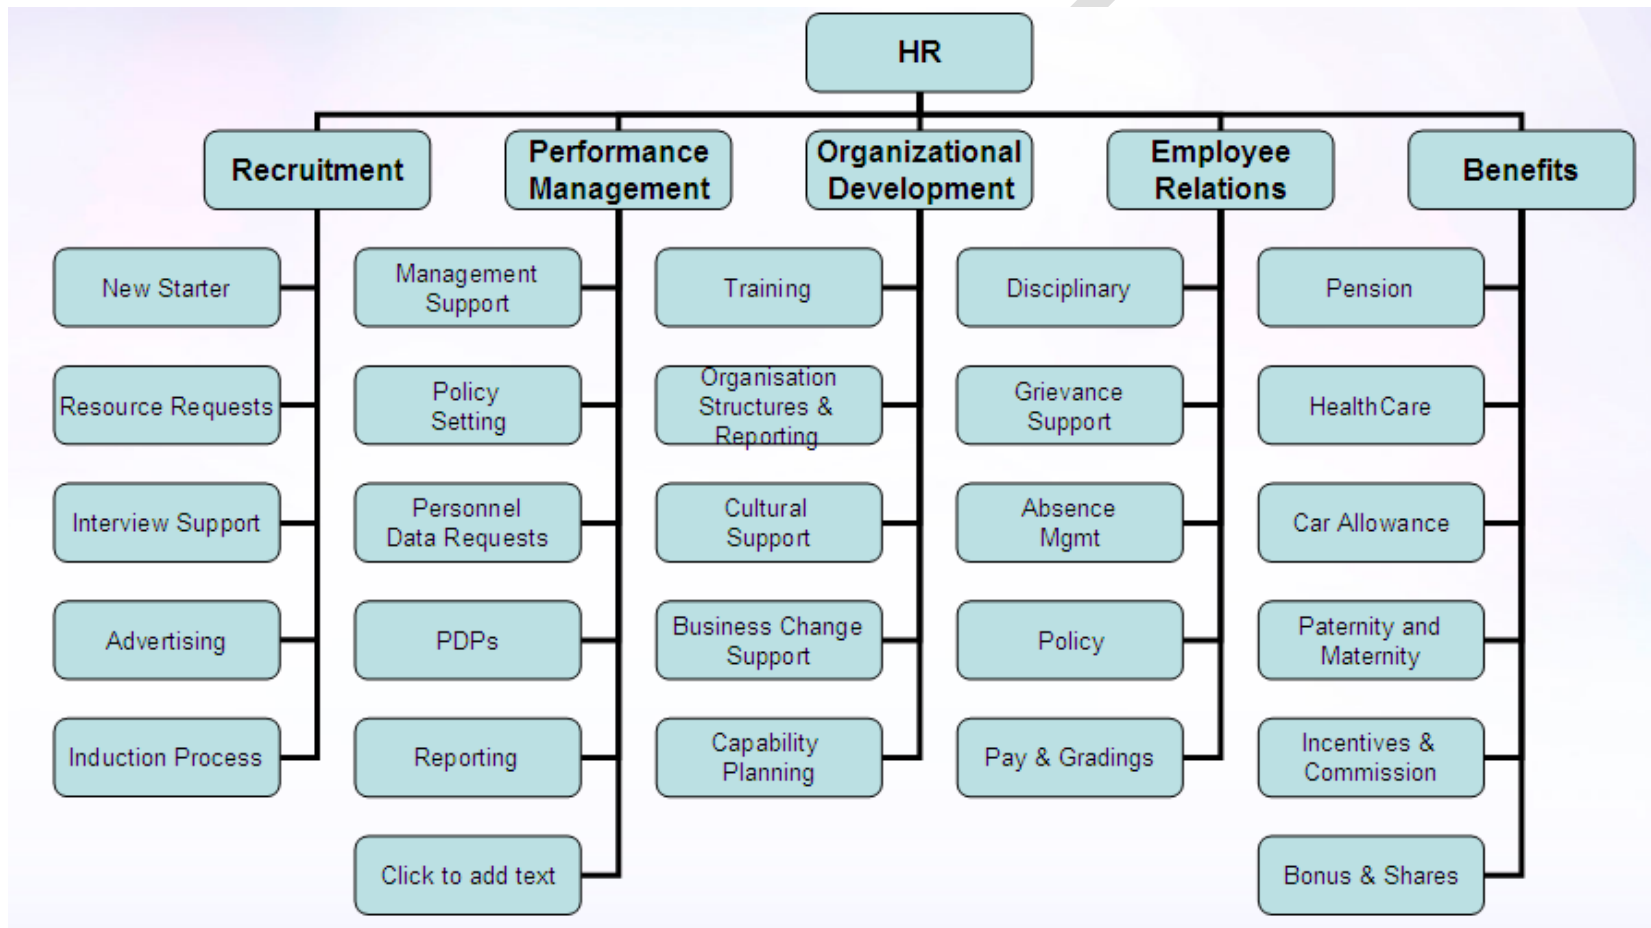 HR
Recruitment
Performance
Management
Organizational
Development
Employee
Relations
Benefits
New Starter
Resource Requests
Interview Support
Advertising
Induction Process
Management
Support
Policy
Setting
Personnel
Data Requests
PDPs
Reporting
Click to add text
Training
Organisation
Structures &
Reporting
Cultural
Support
Business Change
Support
Capability
Planning
Disciplinary
Grievance
Support
Absence
Mgmt
Policy
Pay & Gradings
Pension
HealthCare
Car Allowance
Paternity and
Maternity
Incentives &
Commission
Bonus & Shares